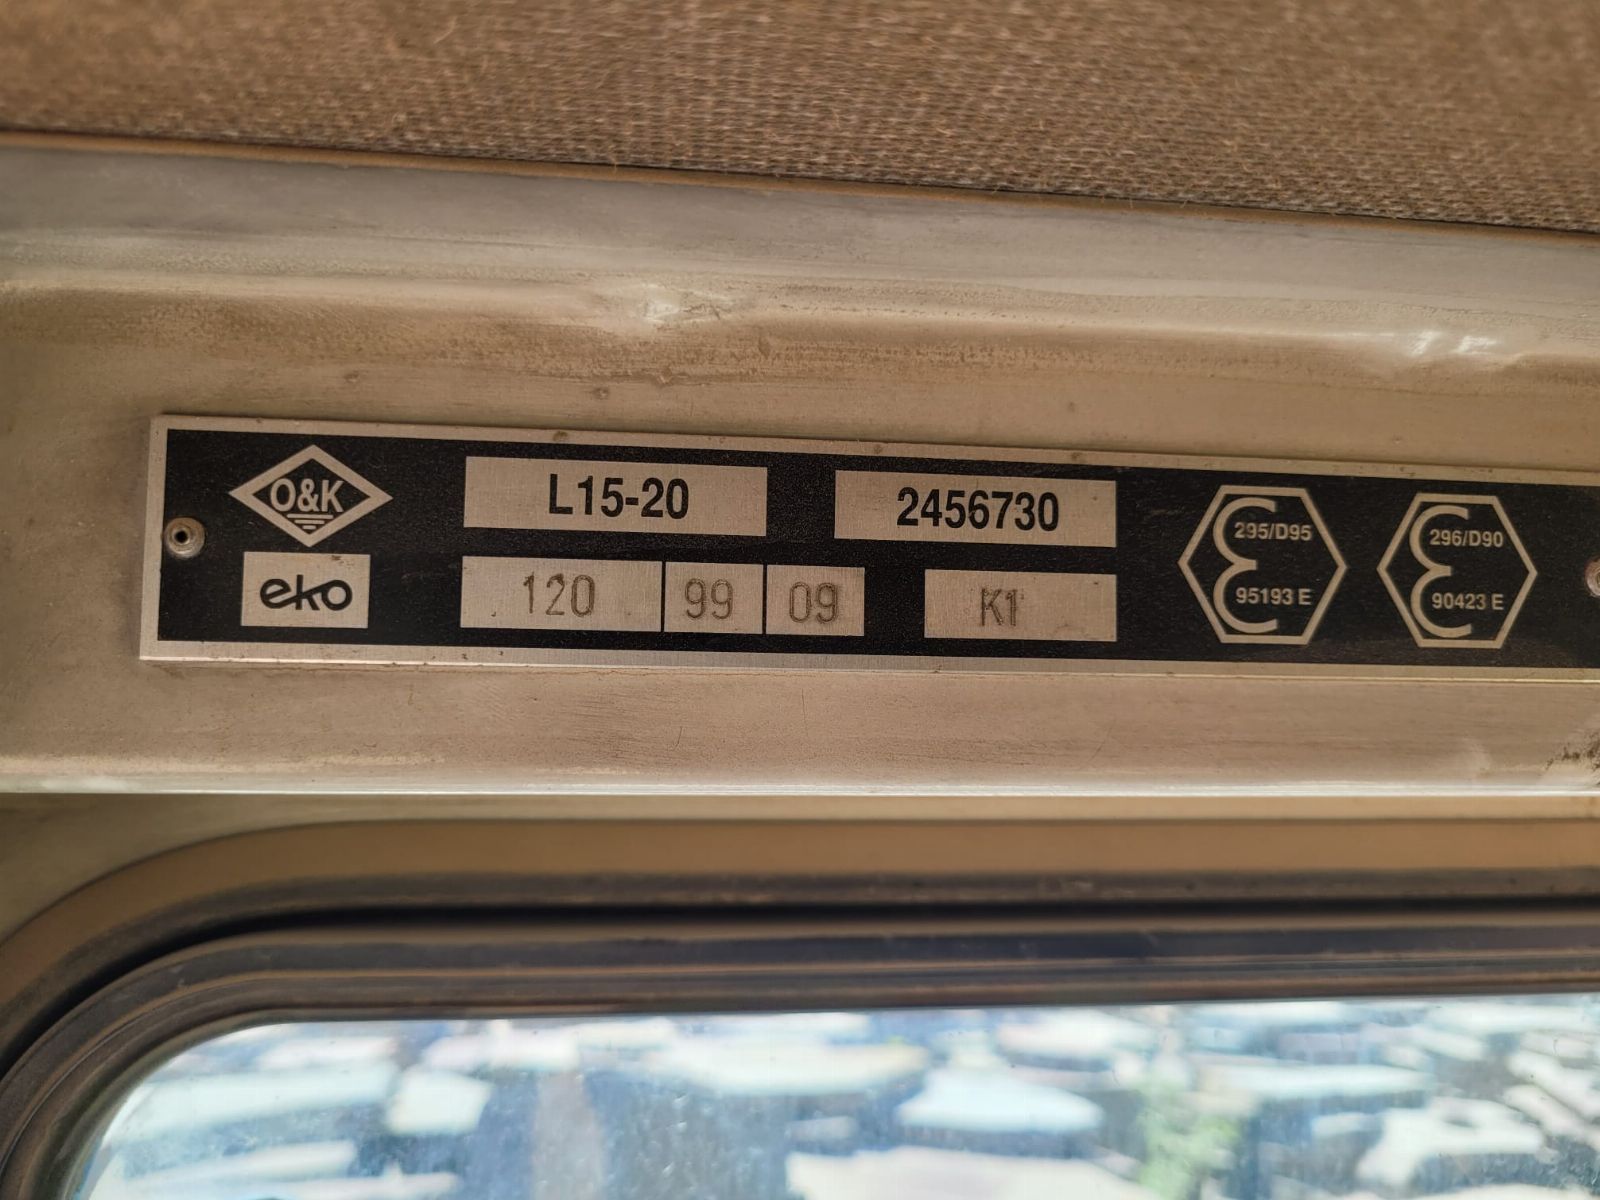 O&K
L15-20
2456730
eko
120 99 09
K1
295/D95
95193 E
296/D90
90423 E